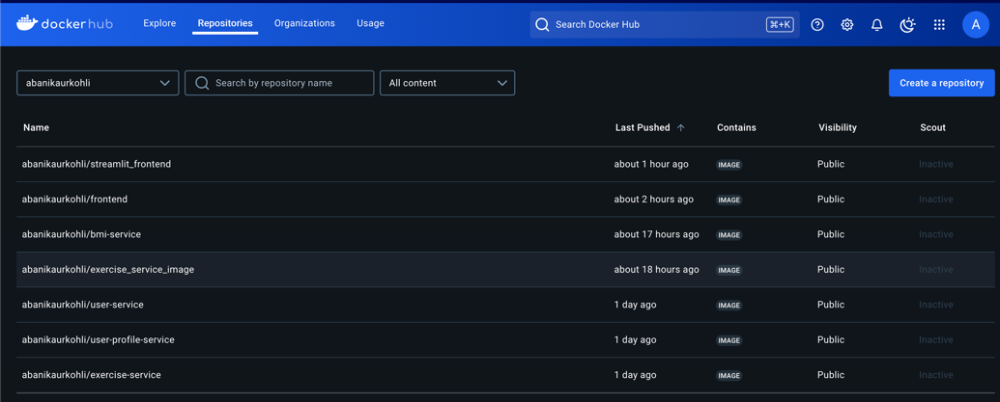 dockerhub Explore Repositories Organizations Usage Search Docker Hub ⌘+K A
abanikaurkohli Search by repository name All content Create a repository
Name Last Pushed Contains Visibility Scout
abanikaurkohli/streamlit_frontend about 1 hour ago IMAGE Public Inactive
abanikaurkohli/frontend about 2 hours ago IMAGE Public Inactive
abanikaurkohli/bmi-service about 17 hours ago IMAGE Public Inactive
abanikaurkohli/exercise_service_image about 18 hours ago IMAGE Public Inactive
abanikaurkohli/user-service 1 day ago IMAGE Public Inactive
abanikaurkohli/user-profile-service 1 day ago IMAGE Public Inactive
abanikaurkohli/exercise-service 1 day ago IMAGE Public Inactive